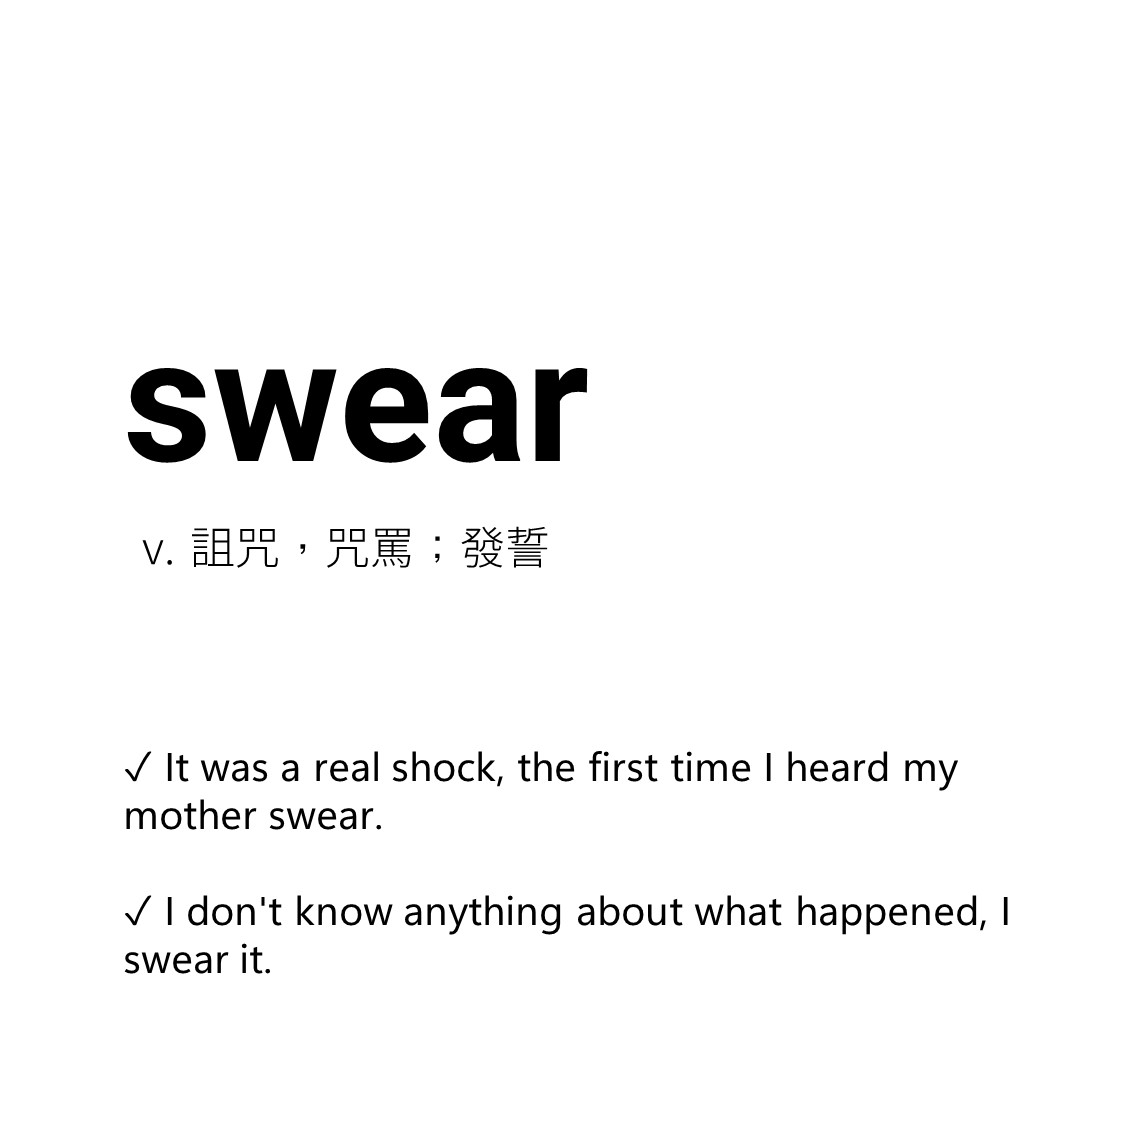 swear
v. 詛咒，咒罵；發誓
✓ It was a real shock, the first time I heard my
mother swear.
✓ I don't know anything about what happened, I
swear it.